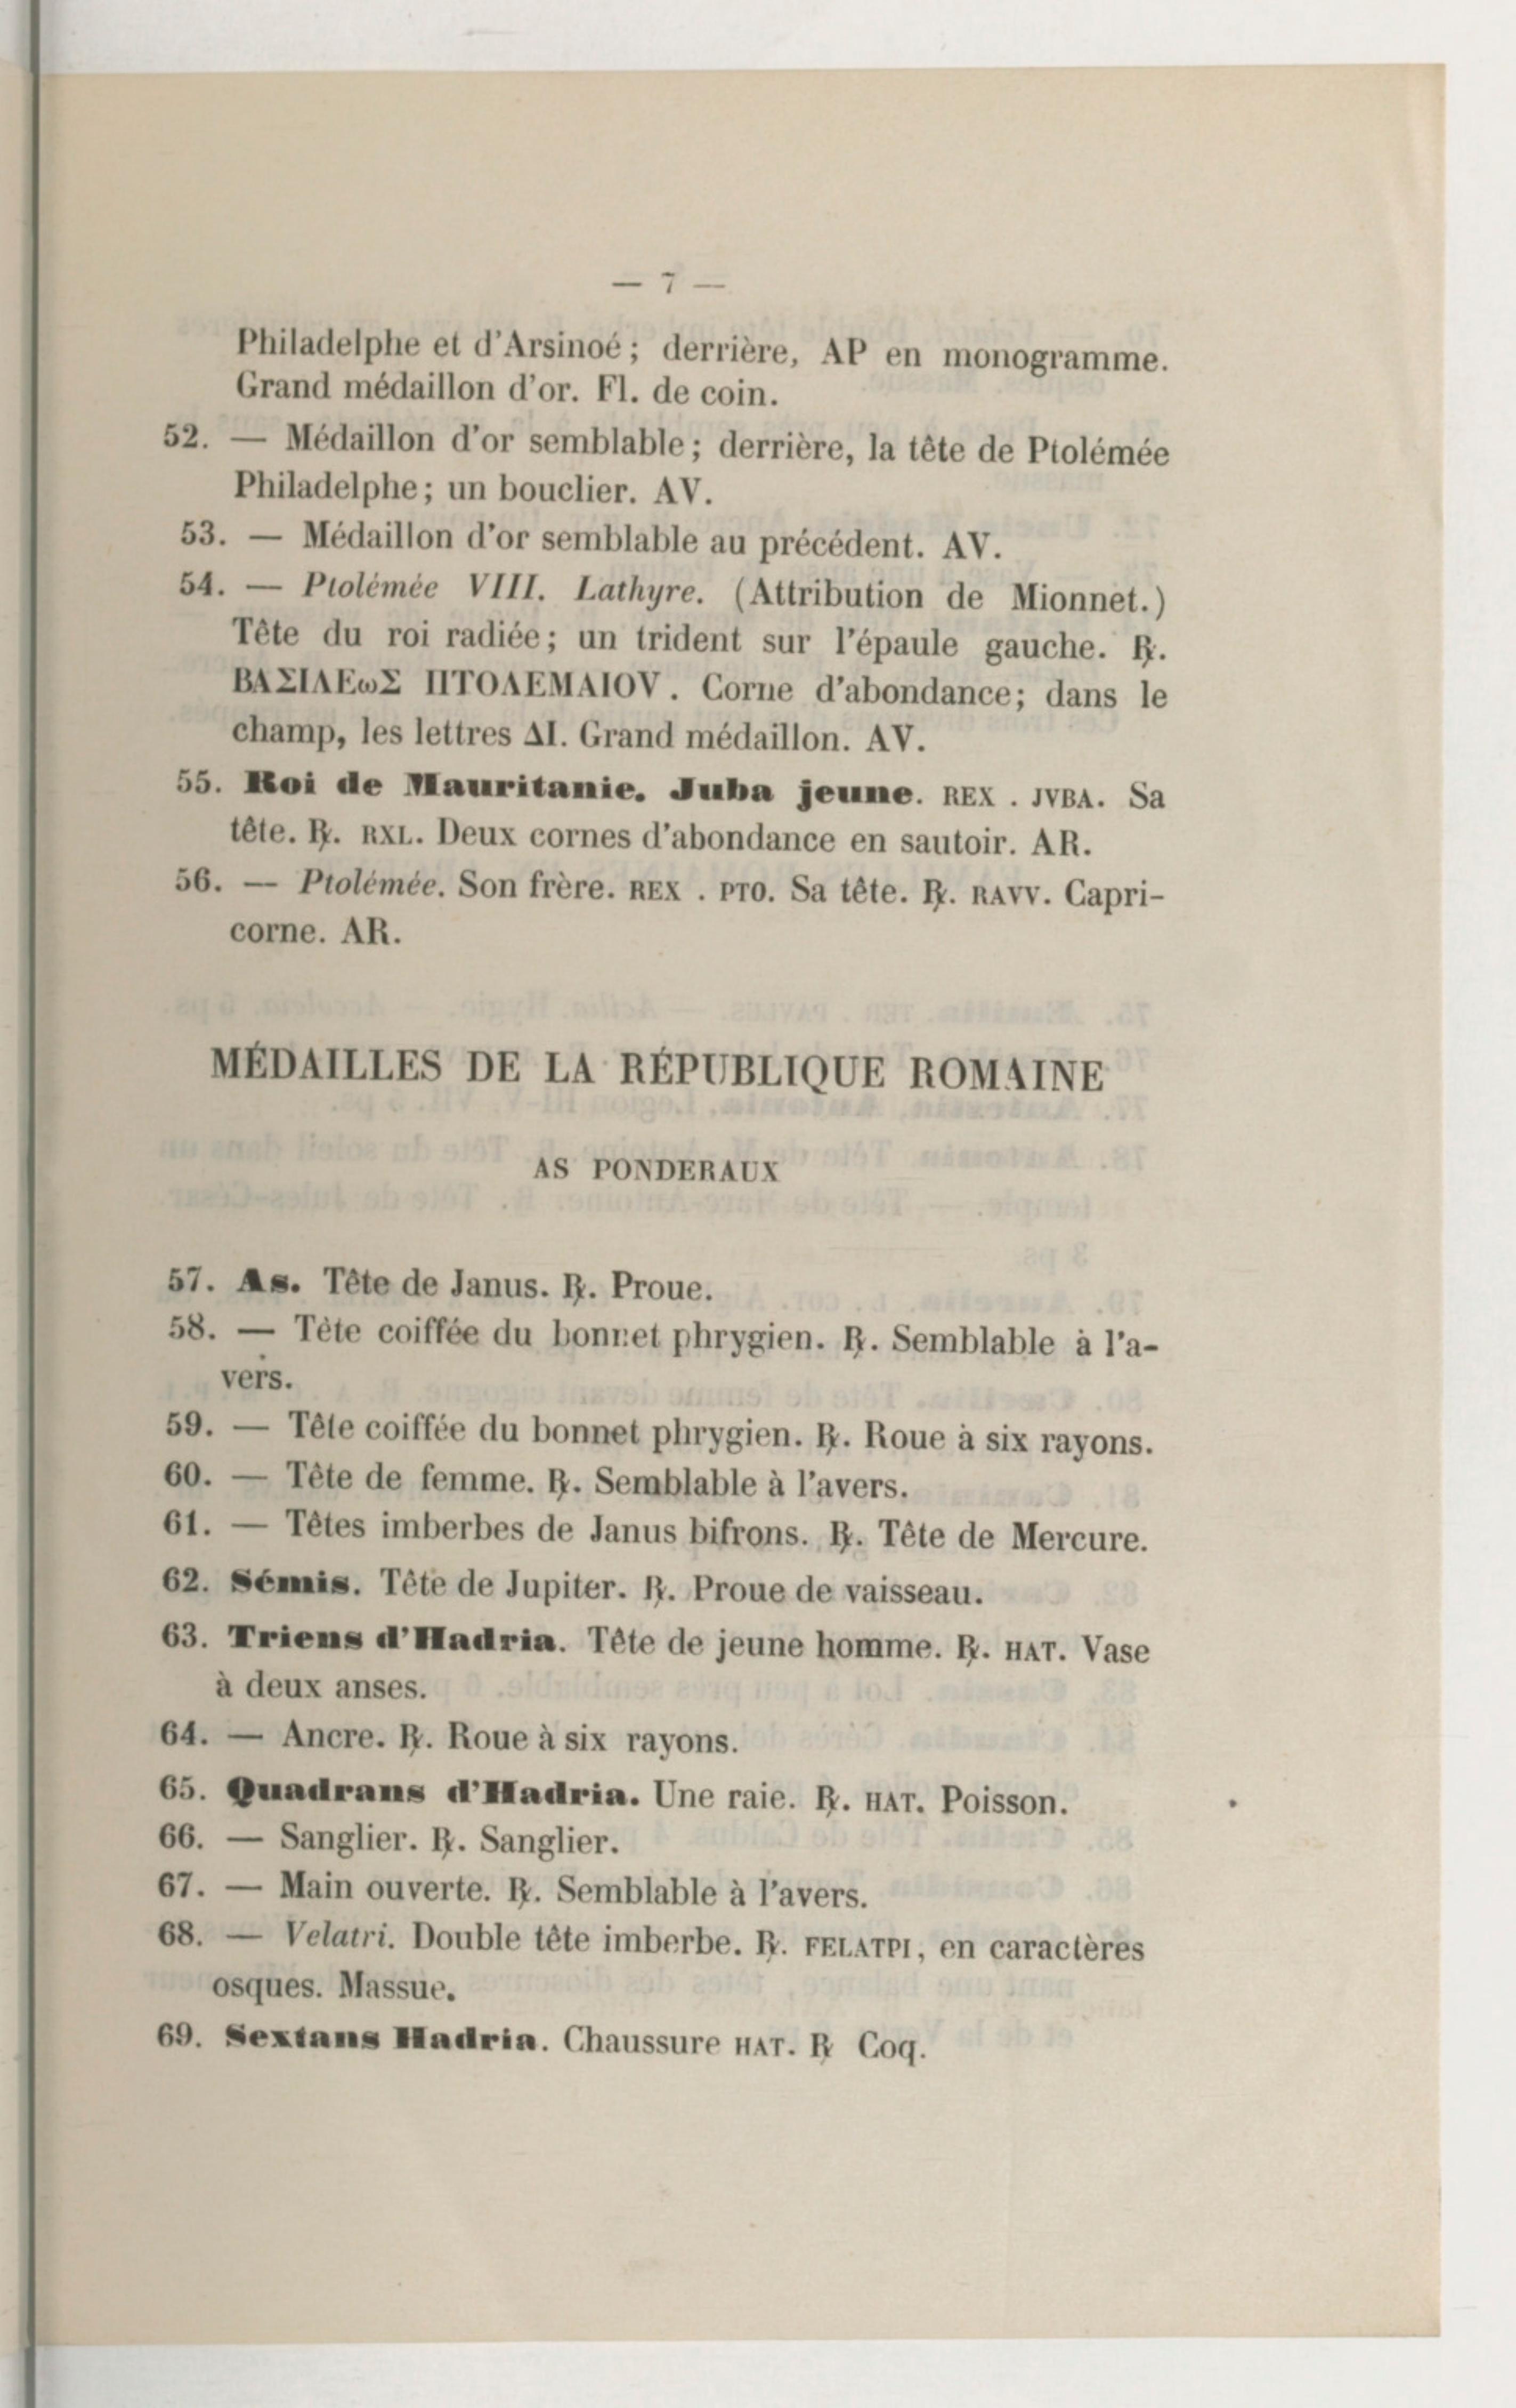 — 7 —
Philadelphe et d'Arsinoé; derrière, AP en monogramme.
Grand médaillon d'or. Fl. de coin.
52. — Médaillon d'or semblable; derrière, la tête de Ptolémée
Philadelphe; un bouclier. AV.
53. — Médaillon d'or semblable au précédent. AV.
54. — Ptolémée VIII. Lathyre. (Attribution de Mionnet.)
Tête du roi radiée; un trident sur l'épaule gauche. ℞.
ΒΑΣΙΛΕωΣ ΠΤΟΛΕΜΑΙΟV. Corne d'abondance; dans le
champ, les lettres ΔΙ. Grand médaillon. AV.
55. Roi de Mauritanie. Juba jeune. REX . JVBA. Sa
tête. ℞. RXL. Deux cornes d'abondance en sautoir. AR.
56. — Ptolémée. Son frère. REX . PTO. Sa tête. ℞. RAVV. Capri-
corne. AR.
MÉDAILLES DE LA RÉPUBLIQUE ROMAINE
AS PONDERAUX
57. As. Tête de Janus. ℞. Proue.
58. — Tête coiffée du bonnet phrygien. ℞. Semblable à l'a-
vers.
59. — Tête coiffée du bonnet phrygien. ℞. Roue à six rayons.
60. — Tête de femme. ℞. Semblable à l'avers.
61. — Têtes imberbes de Janus bifrons. ℞. Tête de Mercure.
62. Sémis. Tête de Jupiter. ℞. Proue de vaisseau.
63. Triens d'Hadria. Tête de jeune homme. ℞. HAT. Vase
à deux anses.
64. — Ancre. ℞. Roue à six rayons.
65. Quadrans d'Hadria. Une raie. ℞. HAT. Poisson.
66. — Sanglier. ℞. Sanglier.
67. — Main ouverte. ℞. Semblable à l'avers.
68. — Velatri. Double tête imberbe. ℞. FELATPI, en caractères
osques. Massue.
69. Sextans Hadria. Chaussure HAT. ℞ Coq.